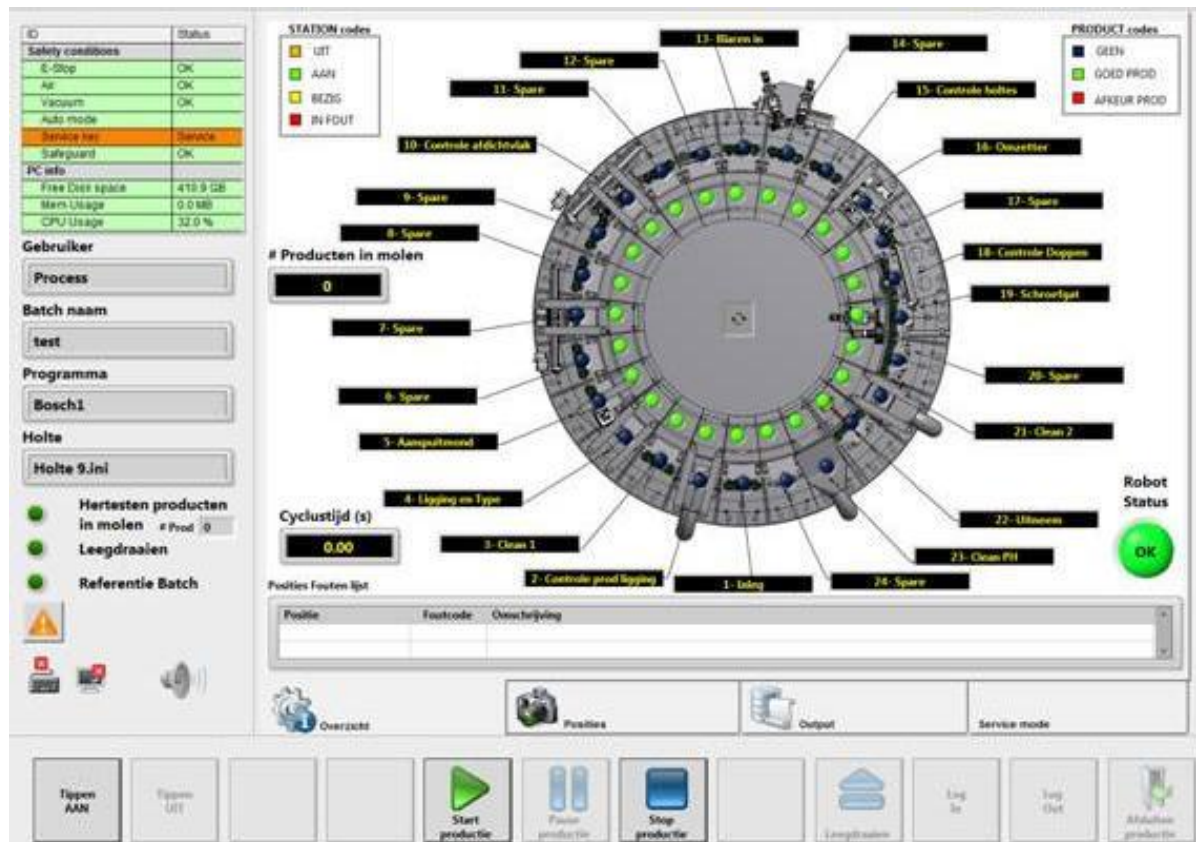 ID Status
Safety conditions
E-Stop OK
Air OK
Vacuum OK
Auto mode
Service nec Service
Safeguard OK
PC info
Free Disk space 410.9 GB
Mem Usage 0.0 MB
CPU Usage 32.0 %
Gebruiker
Process
Batch naam
test
Programma
Bosch1
Holte
Holte 9.ini
Hertesten producten
in molen # Prod 0
Leegdraaien
Referentie Batch
STATION codes
UIT
AAN
BEZIG
IN FOUT
PRODUCT codes
GEEN
GOED PROD
AFKEUR PROD
# Producten in molen
0
13- Blaren in
14- Spare
12- Spare
11- Spare
15- Controle holtes
10- Controle afdichtvlak
16- Omzetter
9- Spare
17- Spare
8- Spare
18- Controle Doppen
19- Schroefgat
7- Spare
20- Spare
6- Spare
21- Clean 2
5- Aanspuitmond
4- Ligging en Type
22- Uitneem
3- Clean 1
23- Clean PH
2- Controle prod ligging
1- Inleg
24- Spare
Cyclustijd (s)
0.00
Robot
Status
OK
Posities Fouten lijst
Positie Foutcode Omschrijving
Overzicht
Posities
Output
Service mode
Tippen
AAN
Tippen
UIT
Start
productie
Pauze
productie
Stop
productie
Leegdraaien
Log
In
Log
Out
Afsluiten
productie